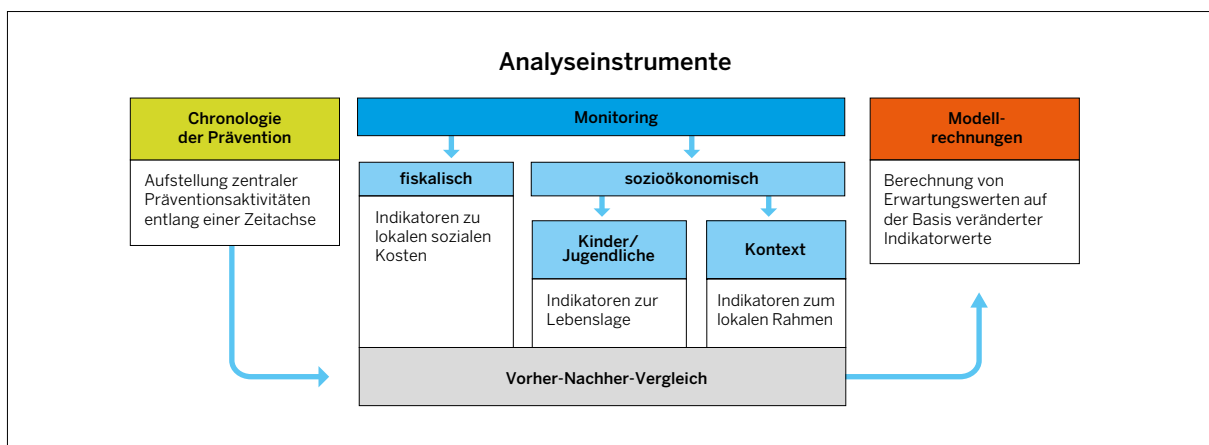 Analyseinstrumente
Chronologie
der Prävention
Aufstellung zentraler
Präventionsaktivitäten
entlang einer Zeitachse
Monitoring
fiskalisch
Indikatoren zu
lokalen sozialen
Kosten
sozioökonomisch
Kinder/
Jugendliche
Indikatoren zur
Lebenslage
Kontext
Indikatoren zum
lokalen Rahmen
Vorher-Nachher-Vergleich
Modell-
rechnungen
Berechnung von
Erwartungswerten auf
der Basis veränderter
Indikatorwerte